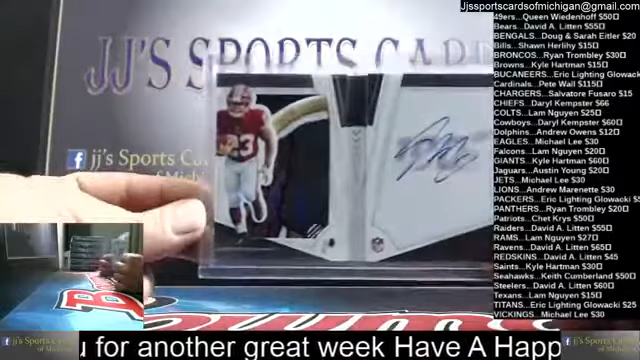 Jjssportscardsofmichigan@gmail.com
JJ'S SPORTS CARDS
jj's Sports Cards
of Michigan
49ers...Queen Wiedenhoff $50
Bears...David A. Litten $55
BENGALS...Doug & Sarah Eitler $20
Bills...Shawn Herlihy $15
BRONCOS...Ryan Trombley $30
Browns...Kyle Hartman $15
BUCANEERS...Eric Lighting Glowacki
Cardinals...Pete Wall $115
CHARGERS...Salvatore Fusaro $15
CHIEFS...Daryl Kempster $66
COLTS...Lam Nguyen $25
Cowboys...Daryl Kempster $60
Dolphins...Andrew Owens $12
EAGLES...Michael Lee $30
Falcons...Lam Nguyen $20
GIANTS...Kyle Hartman $60
Jaguars...Austin Young $20
JETS...Michael Lee $30
LIONS...Andrew Marenette $30
PACKERS...Eric Lighting Glowacki
PANTHERS...Ryan Trombley $20
Patriots...Chet Krys $50
Raiders...David A. Litten $55
RAMS...Lam Nguyen $27
Ravens...David A. Litten $65
REDSKINS...David A. Litten $45
Saints...Kyle Hartman $30
Seahawks...Keith Cumberland $50
Steelers...David A. Litten $60
Texans...Lam Nguyen $15
TITANS...Eric Lighting Glowacki $25
VICKINGS...Michael Lee $30
for another great week Have A Happ